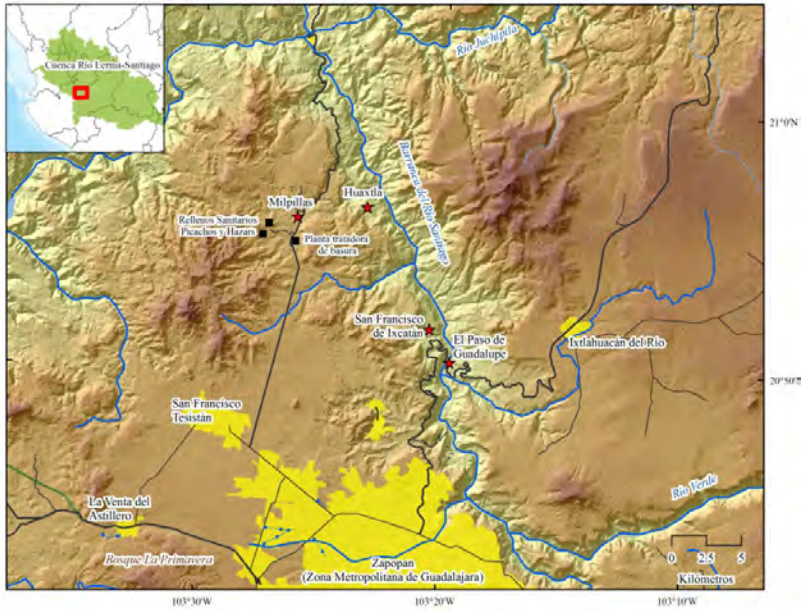 Cuenca Río Lerma-Santiago
Río Juchipila
21°0'N
Barranca del Río Santiago
Huaxtla
Milpillas
Rellenos Sanitarios
Picachos y Hazars
Planta tratadora
de basura
San Francisco
de Ixcatán
El Paso de
Guadalupe
Ixtlahuacán del Río
20°50'N
San Francisco
Tesistán
Río Verde
La Venta del
Astillero
Bosque La Primavera
Zapopan
(Zona Metropolitana de Guadalajara)
0 2.5 5
Kilómetros
103°30'W
103°20'W
103°10'W